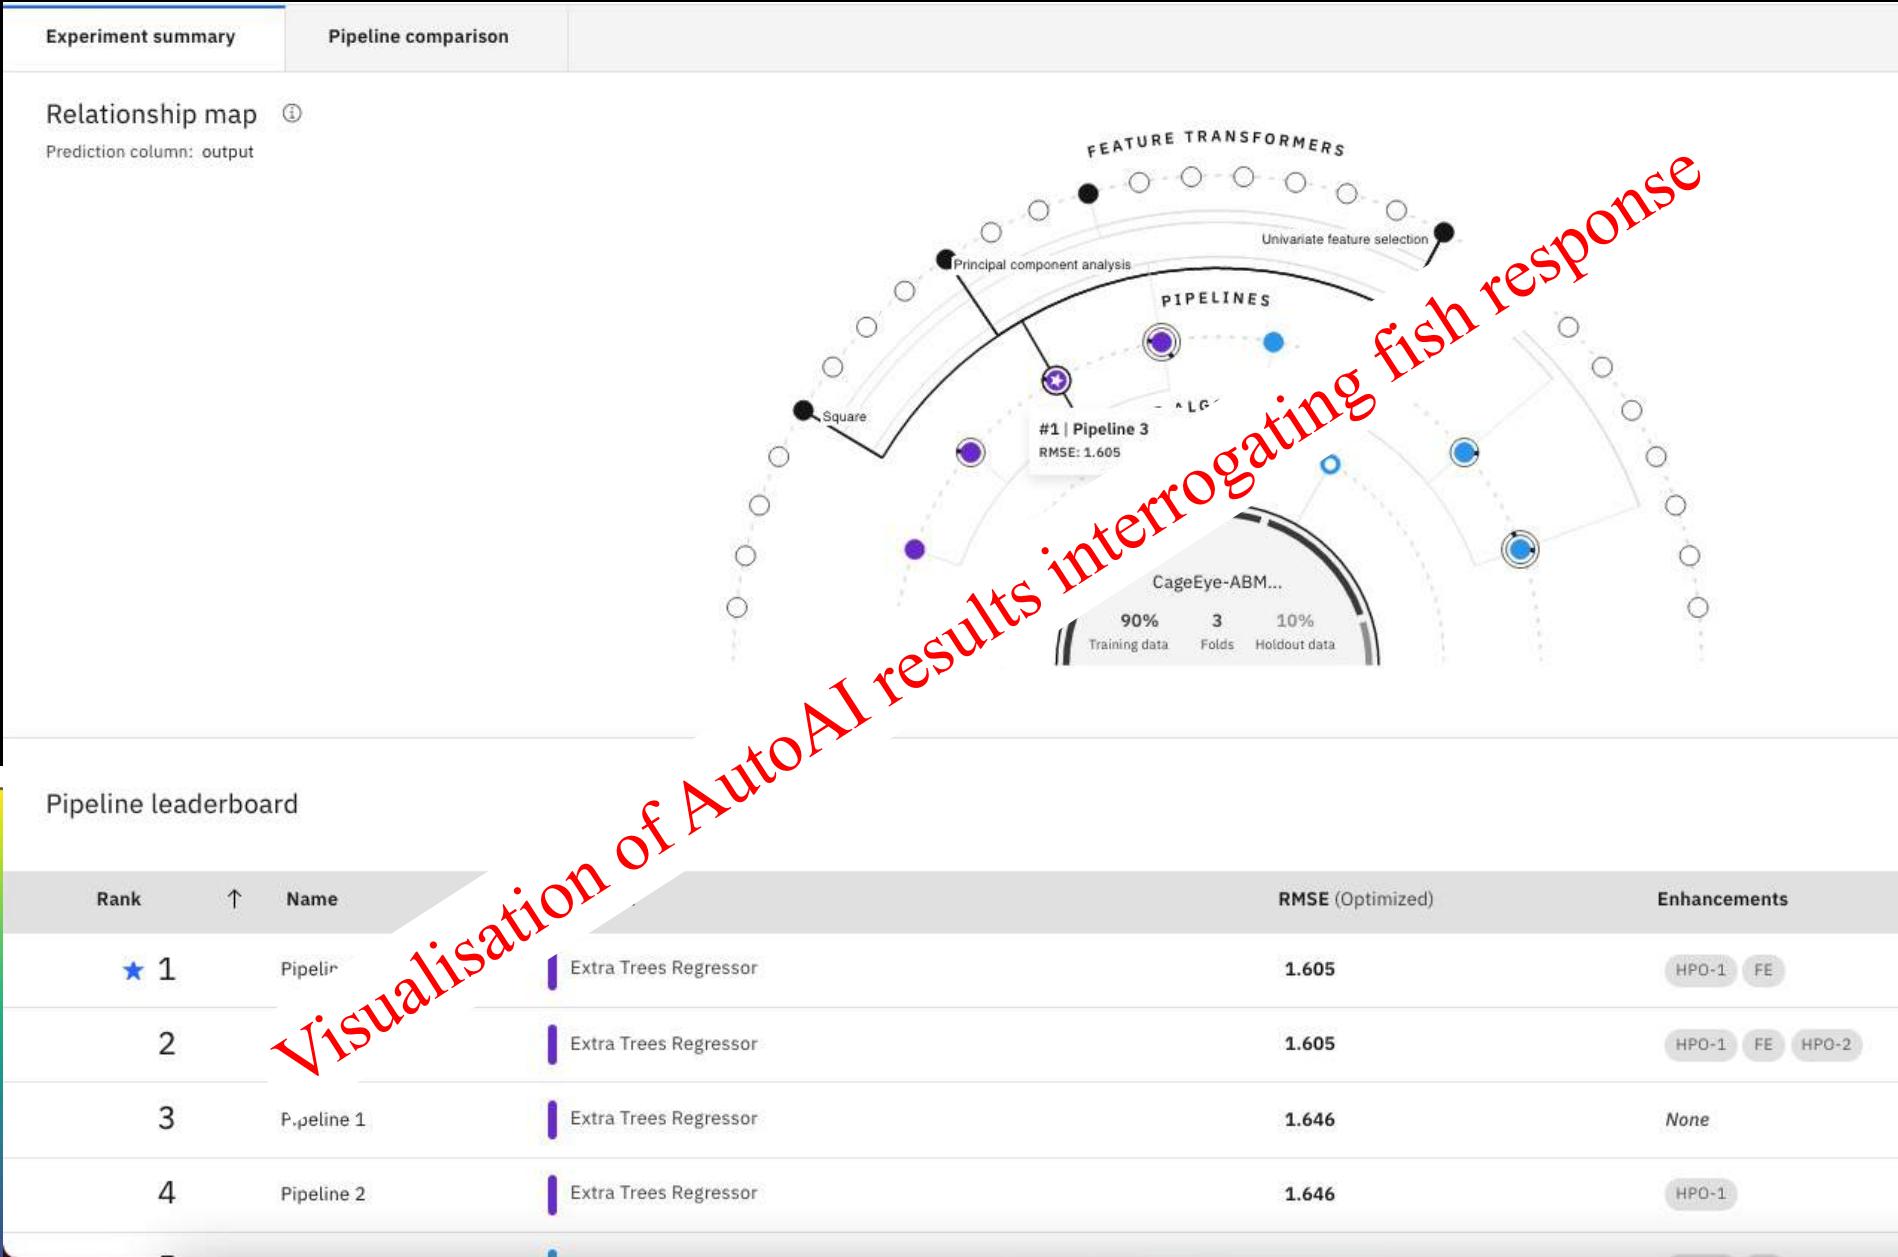 Experiment summary
Pipeline comparison
Relationship map
Prediction column: output
FEATURE TRANSFORMERS
Univariate feature selection
Principal component analysis
PIPELINES
Square
#1 | Pipeline 3
RMSE: 1.605
CageEye-ABM...
90% 3 10%
Training data Folds Holdout data
Visualisation of AutoAI results interrogating fish response
Pipeline leaderboard
Rank ↑ Name RMSE (Optimized) Enhancements
★ 1 Extra Trees Regressor 1.605 HPO-1 FE
2 Extra Trees Regressor 1.605 HPO-1 FE HPO-2
3 Pipeline 1 Extra Trees Regressor 1.646 None
4 Pipeline 2 Extra Trees Regressor 1.646 HPO-1